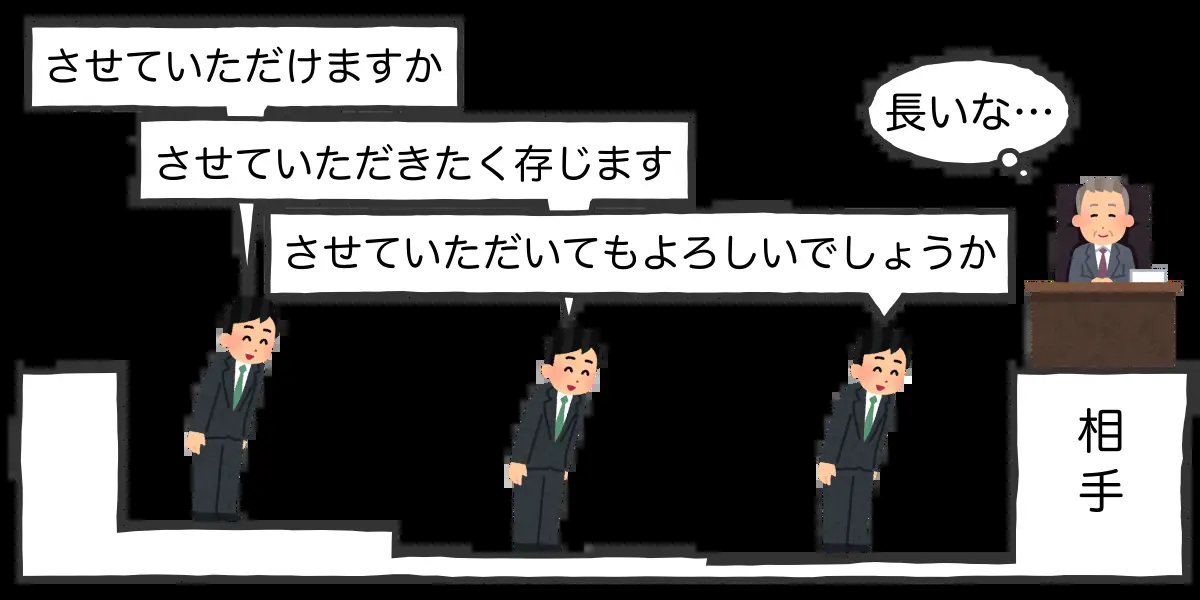 させていただけますか
させていただきたく存じます
させていただいてもよろしいでしょうか
長いな…
相手